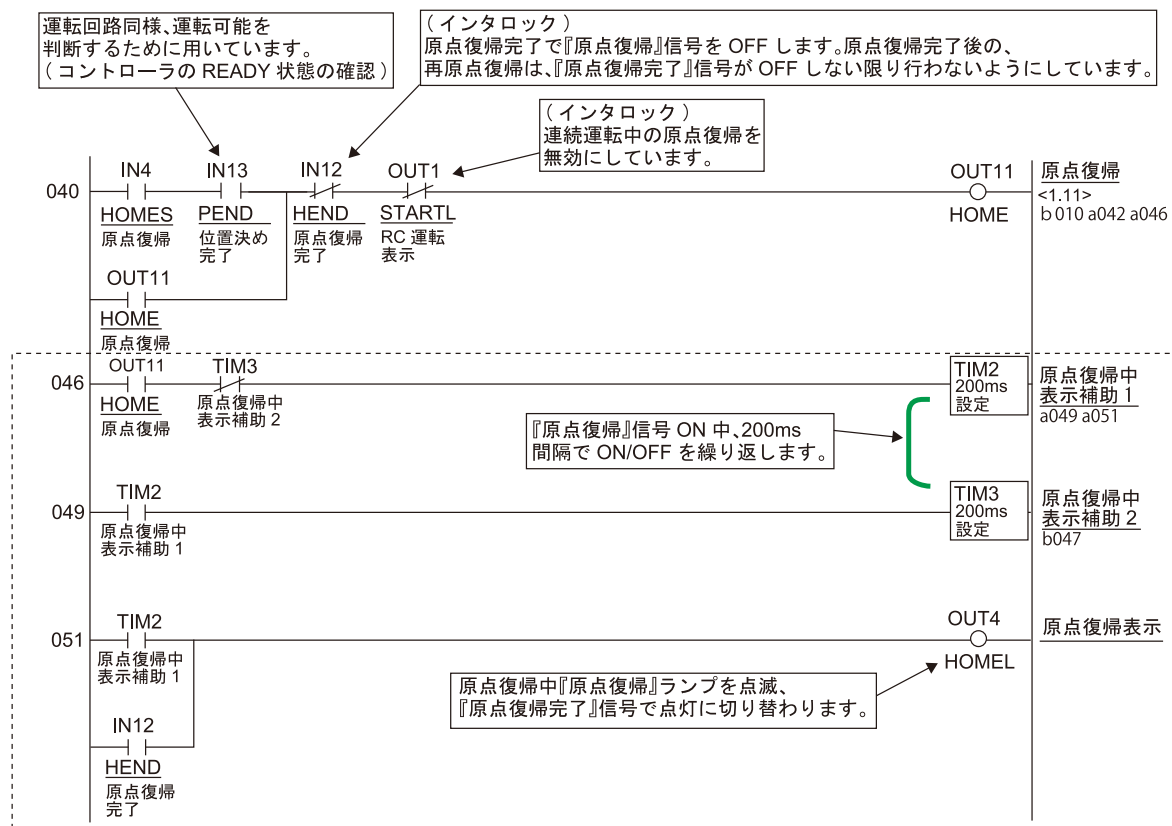 運転回路同様、運転可能を
判断するために用いています。
(コントローラの READY 状態の確認)
(インタロック)
原点復帰完了で『原点復帰』信号を OFF します。原点復帰完了後の、
再原点復帰は、『原点復帰完了』信号が OFF しない限り行わないようにしています。
(インタロック)
連続運転中の原点復帰を
無効にしています。
040
IN4
HOMES
原点復帰
IN13
PEND
位置決め
完了
IN12
HEND
原点復帰
完了
OUT1
STARTL
RC 運転
表示
OUT11
HOME
原点復帰
<1.11>
b 010 a042 a046
OUT11
HOME
原点復帰
046
OUT11
HOME
原点復帰
TIM3
原点復帰中
表示補助 2
TIM2
200ms
設定
原点復帰中
表示補助 1
a049 a051
『原点復帰』信号 ON 中、200ms
間隔で ON/OFF を繰り返します。
049
TIM2
原点復帰中
表示補助 1
TIM3
200ms
設定
原点復帰中
表示補助 2
b047
051
TIM2
原点復帰中
表示補助 1
OUT4
HOMEL
原点復帰表示
原点復帰中『原点復帰』ランプを点滅、
『原点復帰完了』信号で点灯に切り替わります。
IN12
HEND
原点復帰
完了